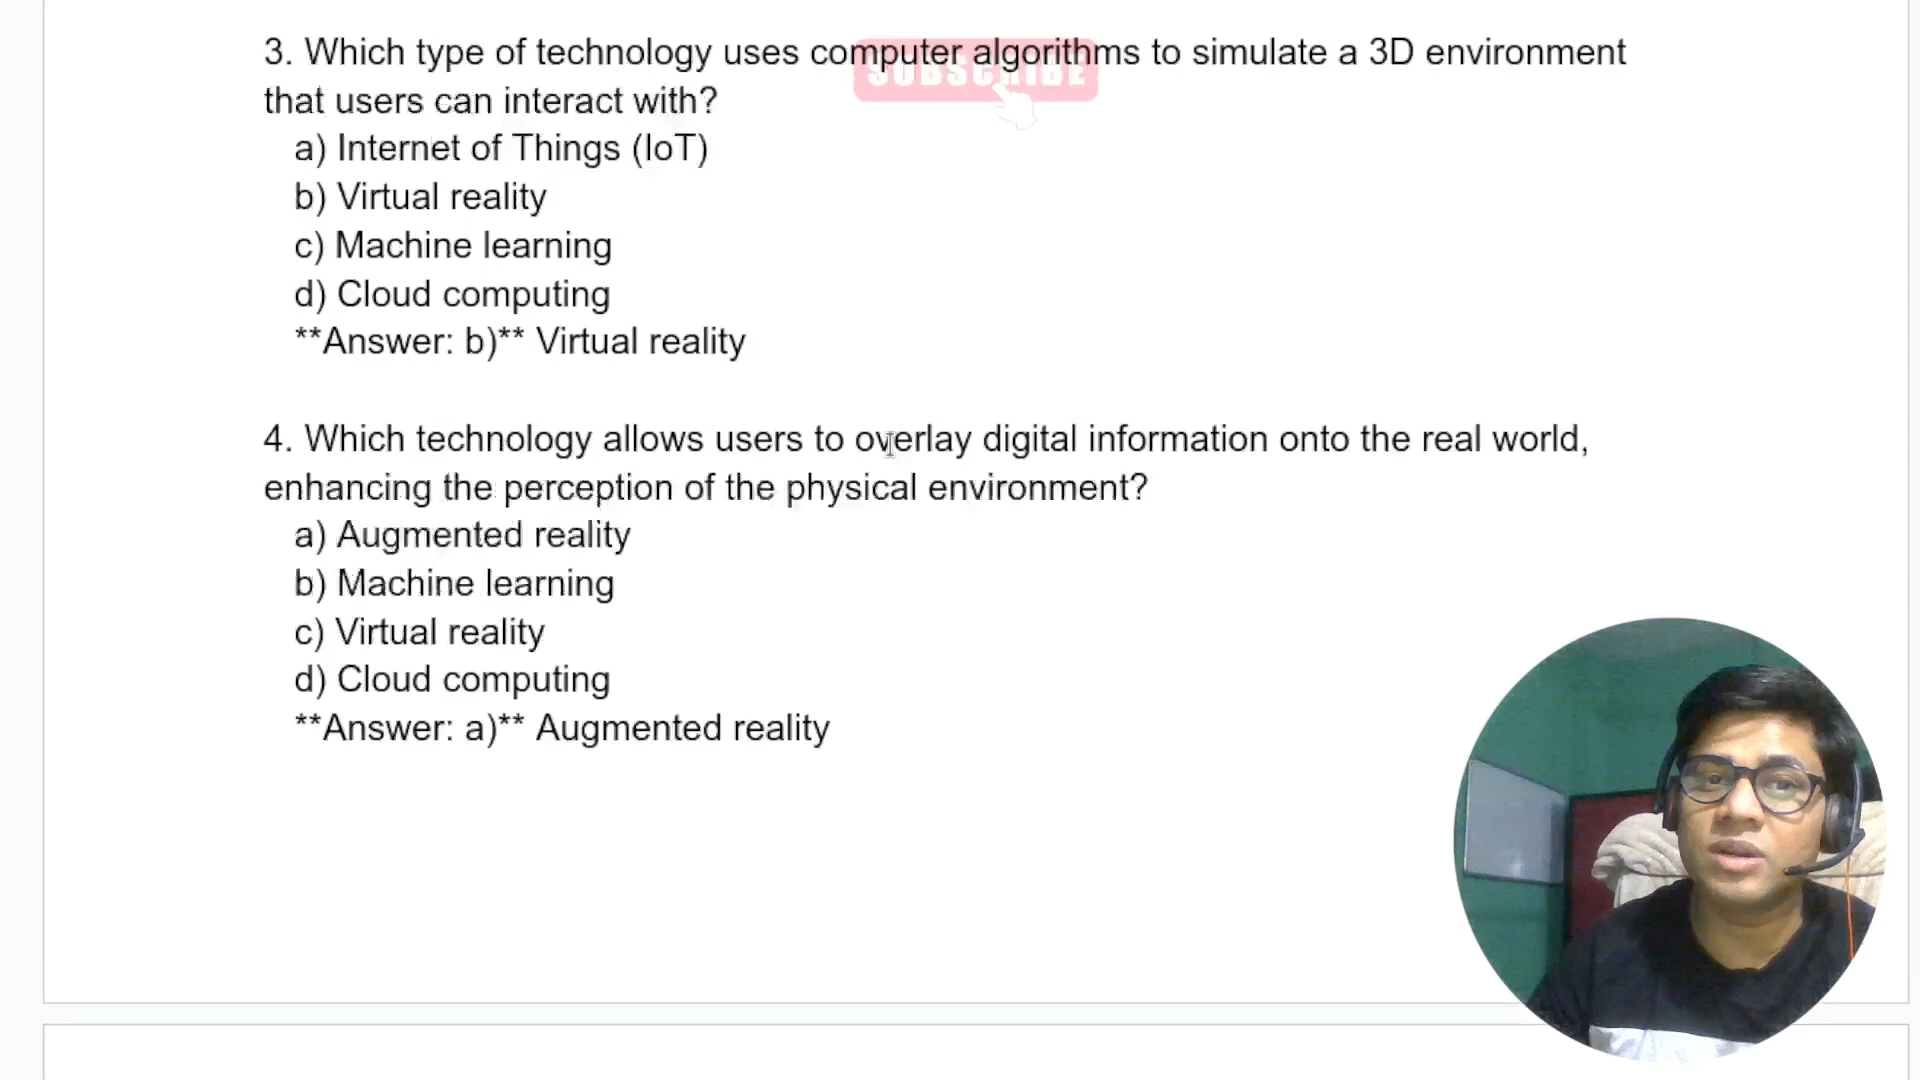 3. Which type of technology uses computer algorithms to simulate a 3D environment
SUBSCRIBE
that users can interact with?
a) Internet of Things (IoT)
b) Virtual reality
c) Machine learning
d) Cloud computing
**Answer: b)** Virtual reality
4. Which technology allows users to overlay digital information onto the real world,
enhancing the perception of the physical environment?
a) Augmented reality
b) Machine learning
c) Virtual reality
d) Cloud computing
**Answer: a)** Augmented reality